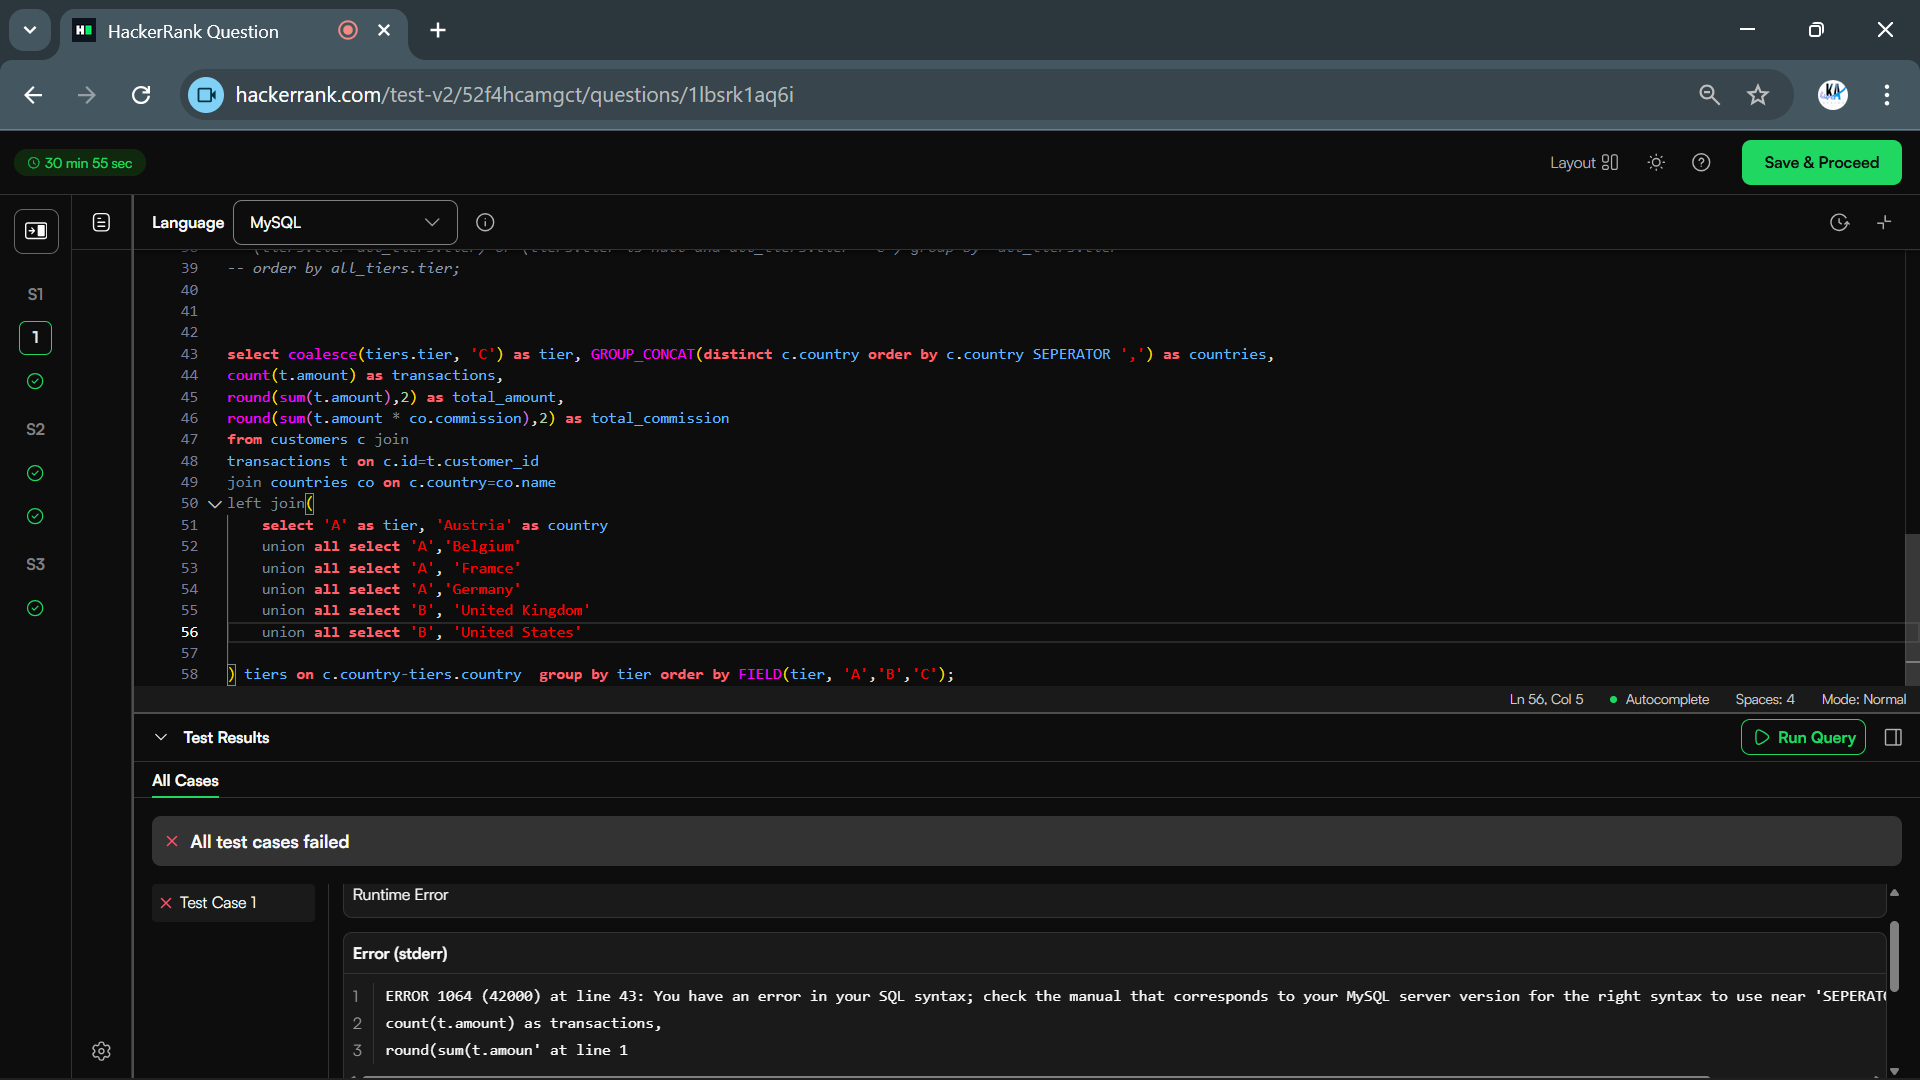 HackerRank Question
hackerrank.com/test-v2/52f4hcamgct/questions/1lbsrk1aq6i
KA
30 min 55 sec
Layout
Save & Proceed
Language
MySQL
S1
1
S2
S3
39 -- order by all_tiers.tier;
40
41
42
43 select coalesce(tiers.tier, 'C') as tier, GROUP_CONCAT(distinct c.country order by c.country SEPERATOR ',') as countries,
44 count(t.amount) as transactions,
45 round(sum(t.amount),2) as total_amount,
46 round(sum(t.amount * co.commission),2) as total_commission
47 from customers c join
48 transactions t on c.id=t.customer_id
49 join countries co on c.country=co.name
50 left join(
51 select 'A' as tier, 'Austria' as country
52 union all select 'A','Belgium'
53 union all select 'A', 'Framce'
54 union all select 'A','Germany'
55 union all select 'B', 'United Kingdom'
56 union all select 'B', 'United States'
57
58 ) tiers on c.country-tiers.country group by tier order by FIELD(tier, 'A','B','C');
Ln 56, Col 5
Autocomplete
Spaces: 4
Mode: Normal
Test Results
Run Query
All Cases
All test cases failed
Test Case 1
Runtime Error
Error (stderr)
1 ERROR 1064 (42000) at line 43: You have an error in your SQL syntax; check the manual that corresponds to your MySQL server version for the right syntax to use near 'SEPERAT
2 count(t.amount) as transactions,
3 round(sum(t.amoun' at line 1